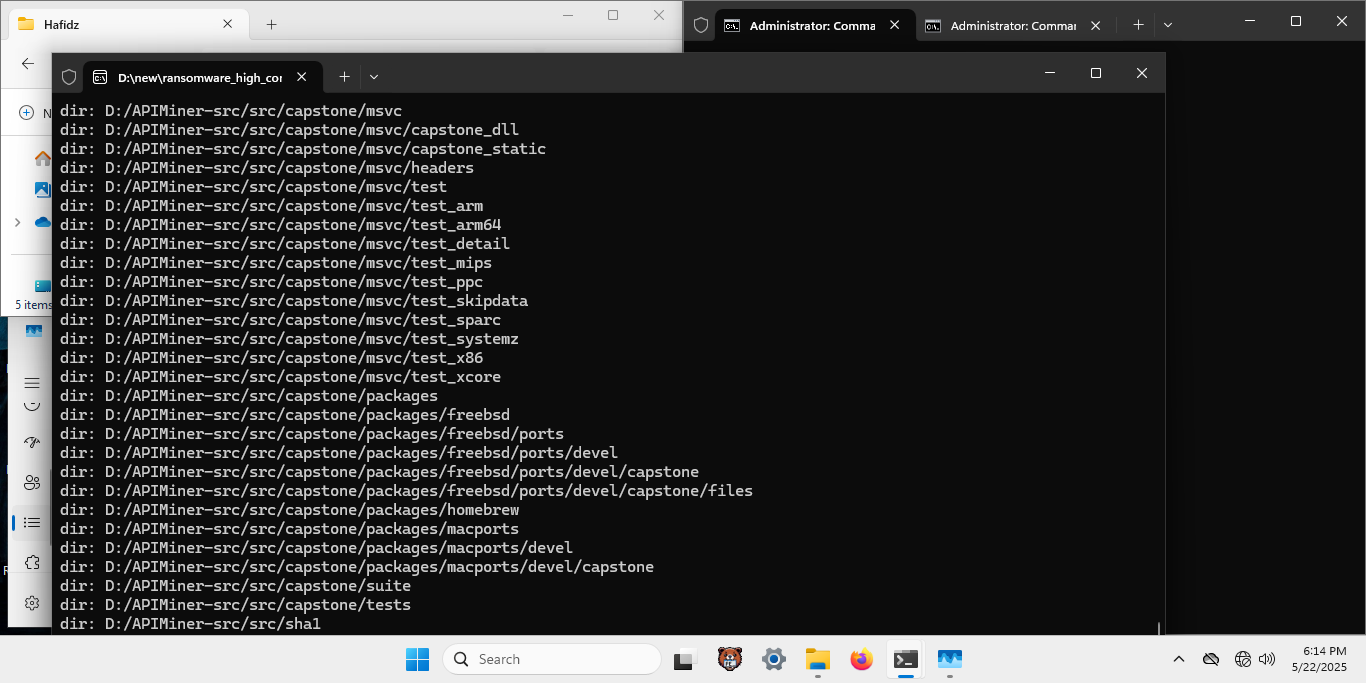 Hafidz
Administrator: Comma
Administrator: Commar
D:\new\ransomware_high_cor
N
5 items
dir: D:/APIMiner-src/src/capstone/msvc
dir: D:/APIMiner-src/src/capstone/msvc/capstone_dll
dir: D:/APIMiner-src/src/capstone/msvc/capstone_static
dir: D:/APIMiner-src/src/capstone/msvc/headers
dir: D:/APIMiner-src/src/capstone/msvc/test
dir: D:/APIMiner-src/src/capstone/msvc/test_arm
dir: D:/APIMiner-src/src/capstone/msvc/test_arm64
dir: D:/APIMiner-src/src/capstone/msvc/test_detail
dir: D:/APIMiner-src/src/capstone/msvc/test_mips
dir: D:/APIMiner-src/src/capstone/msvc/test_ppc
dir: D:/APIMiner-src/src/capstone/msvc/test_skipdata
dir: D:/APIMiner-src/src/capstone/msvc/test_sparc
dir: D:/APIMiner-src/src/capstone/msvc/test_systemz
dir: D:/APIMiner-src/src/capstone/msvc/test_x86
dir: D:/APIMiner-src/src/capstone/msvc/test_xcore
dir: D:/APIMiner-src/src/capstone/packages
dir: D:/APIMiner-src/src/capstone/packages/freebsd
dir: D:/APIMiner-src/src/capstone/packages/freebsd/ports
dir: D:/APIMiner-src/src/capstone/packages/freebsd/ports/devel
dir: D:/APIMiner-src/src/capstone/packages/freebsd/ports/devel/capstone
dir: D:/APIMiner-src/src/capstone/packages/freebsd/ports/devel/capstone/files
dir: D:/APIMiner-src/src/capstone/packages/homebrew
dir: D:/APIMiner-src/src/capstone/packages/macports
dir: D:/APIMiner-src/src/capstone/packages/macports/devel
dir: D:/APIMiner-src/src/capstone/packages/macports/devel/capstone
dir: D:/APIMiner-src/src/capstone/suite
dir: D:/APIMiner-src/src/capstone/tests
dir: D:/APIMiner-src/src/sha1
Search
6:14 PM
5/22/2025